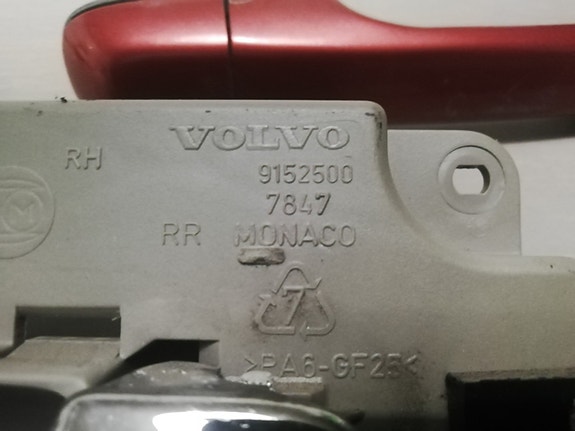 VOLVO
RH
9152500
7847
RR MONACO
7
>PA6-GF25<